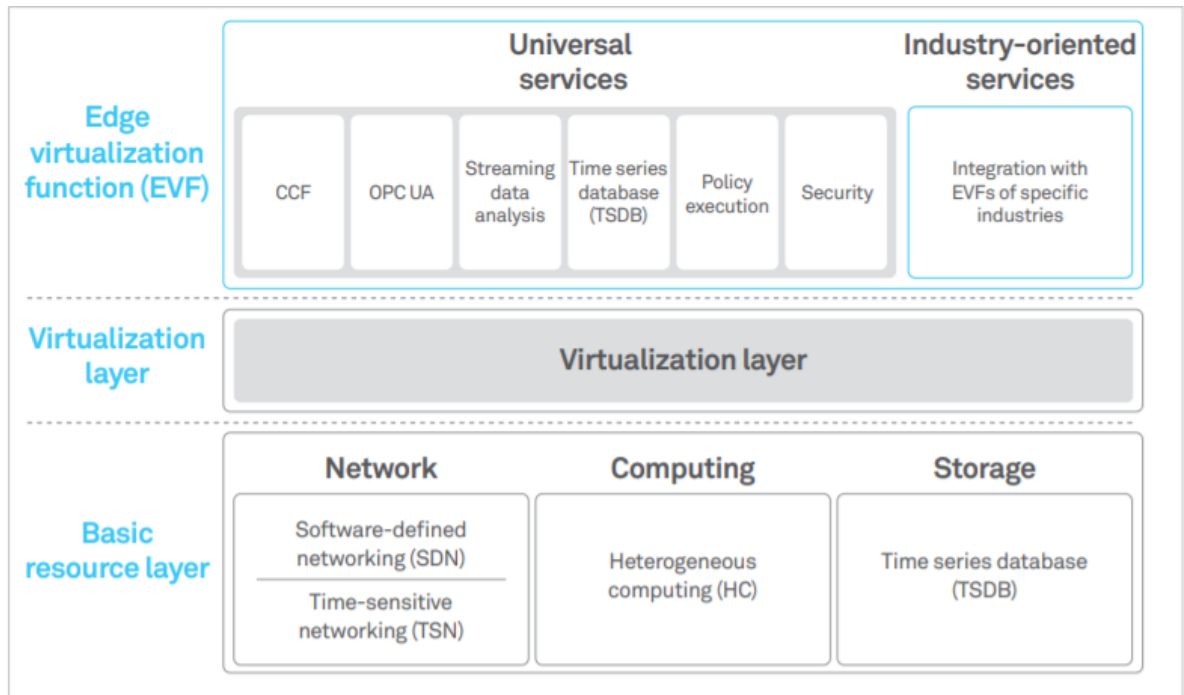 Edge
virtualization
function (EVF)
Universal
services
Industry-oriented
services
CCF
OPC UA
Streaming
data
analysis
Time series
database
(TSDB)
Policy
execution
Security
Integration with
EVFs of specific
industries
Virtualization
layer
Virtualization layer
Basic
resource layer
Network
Software-defined
networking (SDN)
Time-sensitive
networking (TSN)
Computing
Heterogeneous
computing (HC)
Storage
Time series database
(TSDB)